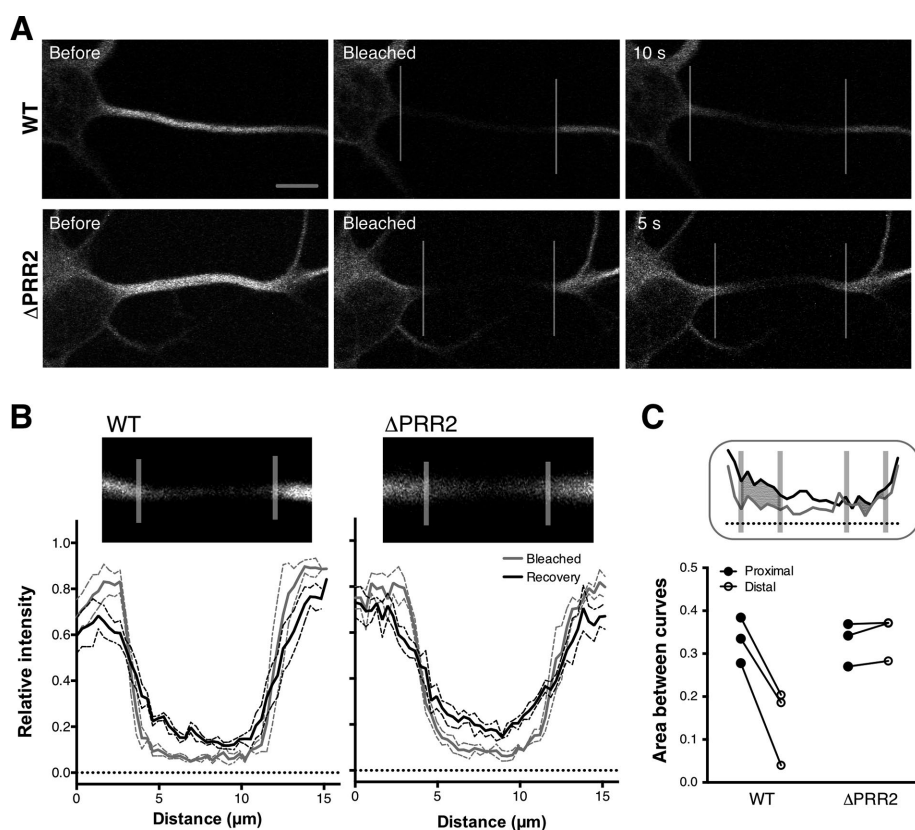 A
Before
Bleached
10 s
WT
Before
Bleached
5 s
ΔPRR2
B
WT
ΔPRR2
C
Bleached
Recovery
Relative intensity
1.0
0.8
0.6
0.4
0.2
0.0
0 5 10 15
Distance (µm)
0 5 10 15
Distance (µm)
Proximal
Distal
Area between curves
0.5
0.4
0.3
0.2
0.1
0.0
WT
ΔPRR2